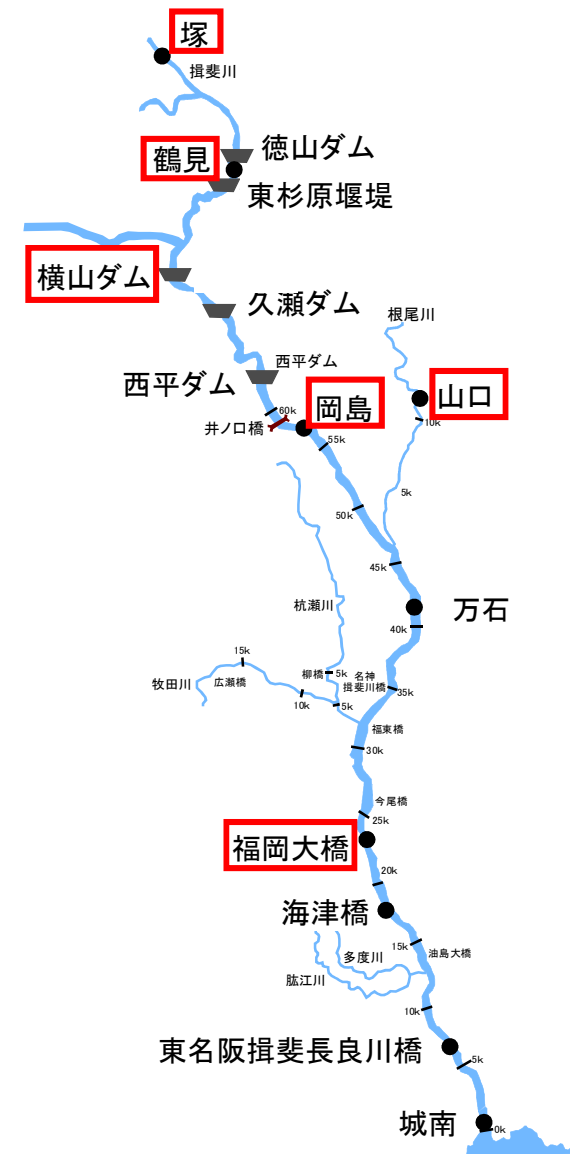 塚
揖斐川
徳山ダム
鶴見
東杉原堰堤
横山ダム
久瀬ダム
根尾川
西平ダム
西平ダム
山口
60k
岡島
10k
井ノ口橋
55k
5k
50k
45k
杭瀬川
万石
40k
15k
柳橋
5k
名神
揖斐川橋
牧田川
広瀬橋
35k
10k
5k
福東橋
30k
今尾橋
25k
福岡大橋
20k
海津橋
15k
油島大橋
多度川
肱江川
10k
東名阪揖斐長良川橋
5k
城南
0k